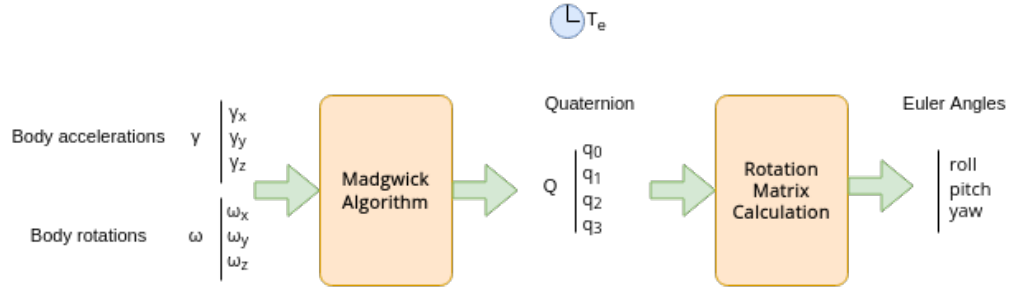 Te
Body accelerations γ γx γy γz
Body rotations ω ωx ωy ωz
Madgwick
Algorithm
Quaternion
Q q0 q1 q2 q3
Rotation
Matrix
Calculation
Euler Angles
roll
pitch
yaw